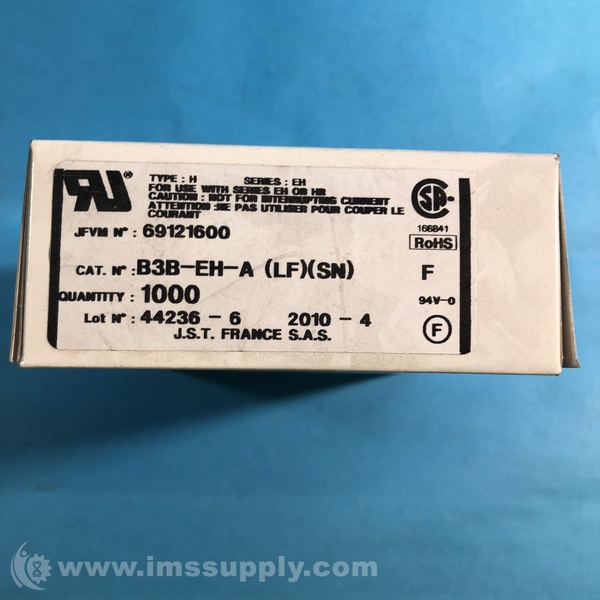 TYPE : H SERIES : EH
FOR USE WITH SERIES EH OR HR
CAUTION : NOT FOR INTERRUPTING CURRENT
ATTENTION :NE PAS UTILISER POUR COUPER LE
COURANT
JFVM N° : 69121600
CAT. N° : B3B-EH-A (LF)(SN)
QUANTITY : 1000
Lot N° : 44236 - 6 2010 - 4
J.S.T. FRANCE S.A.S.
RU ®
SA ®
166841
RoHS
F
94V-0
F
www.imssupply.com